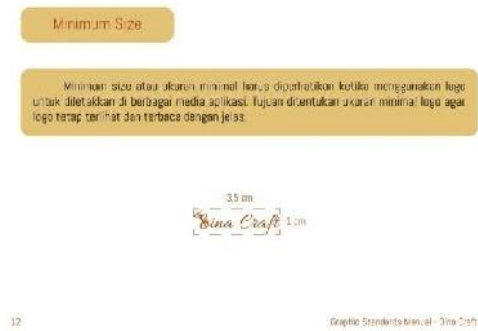 Minimum Size
Minimum size atau ukuran minimal harus diperhatikan ketika menggunakan logo
untuk diletakkan di berbagai media aplikasi. Tujuan ditentukan ukuran minimal logo agar
logo tetap terlihat dan terbaca dengan jelas.
3,5 cm
Dina Craft
1 cm
12
Graphic Standards Manual - Dina Craft